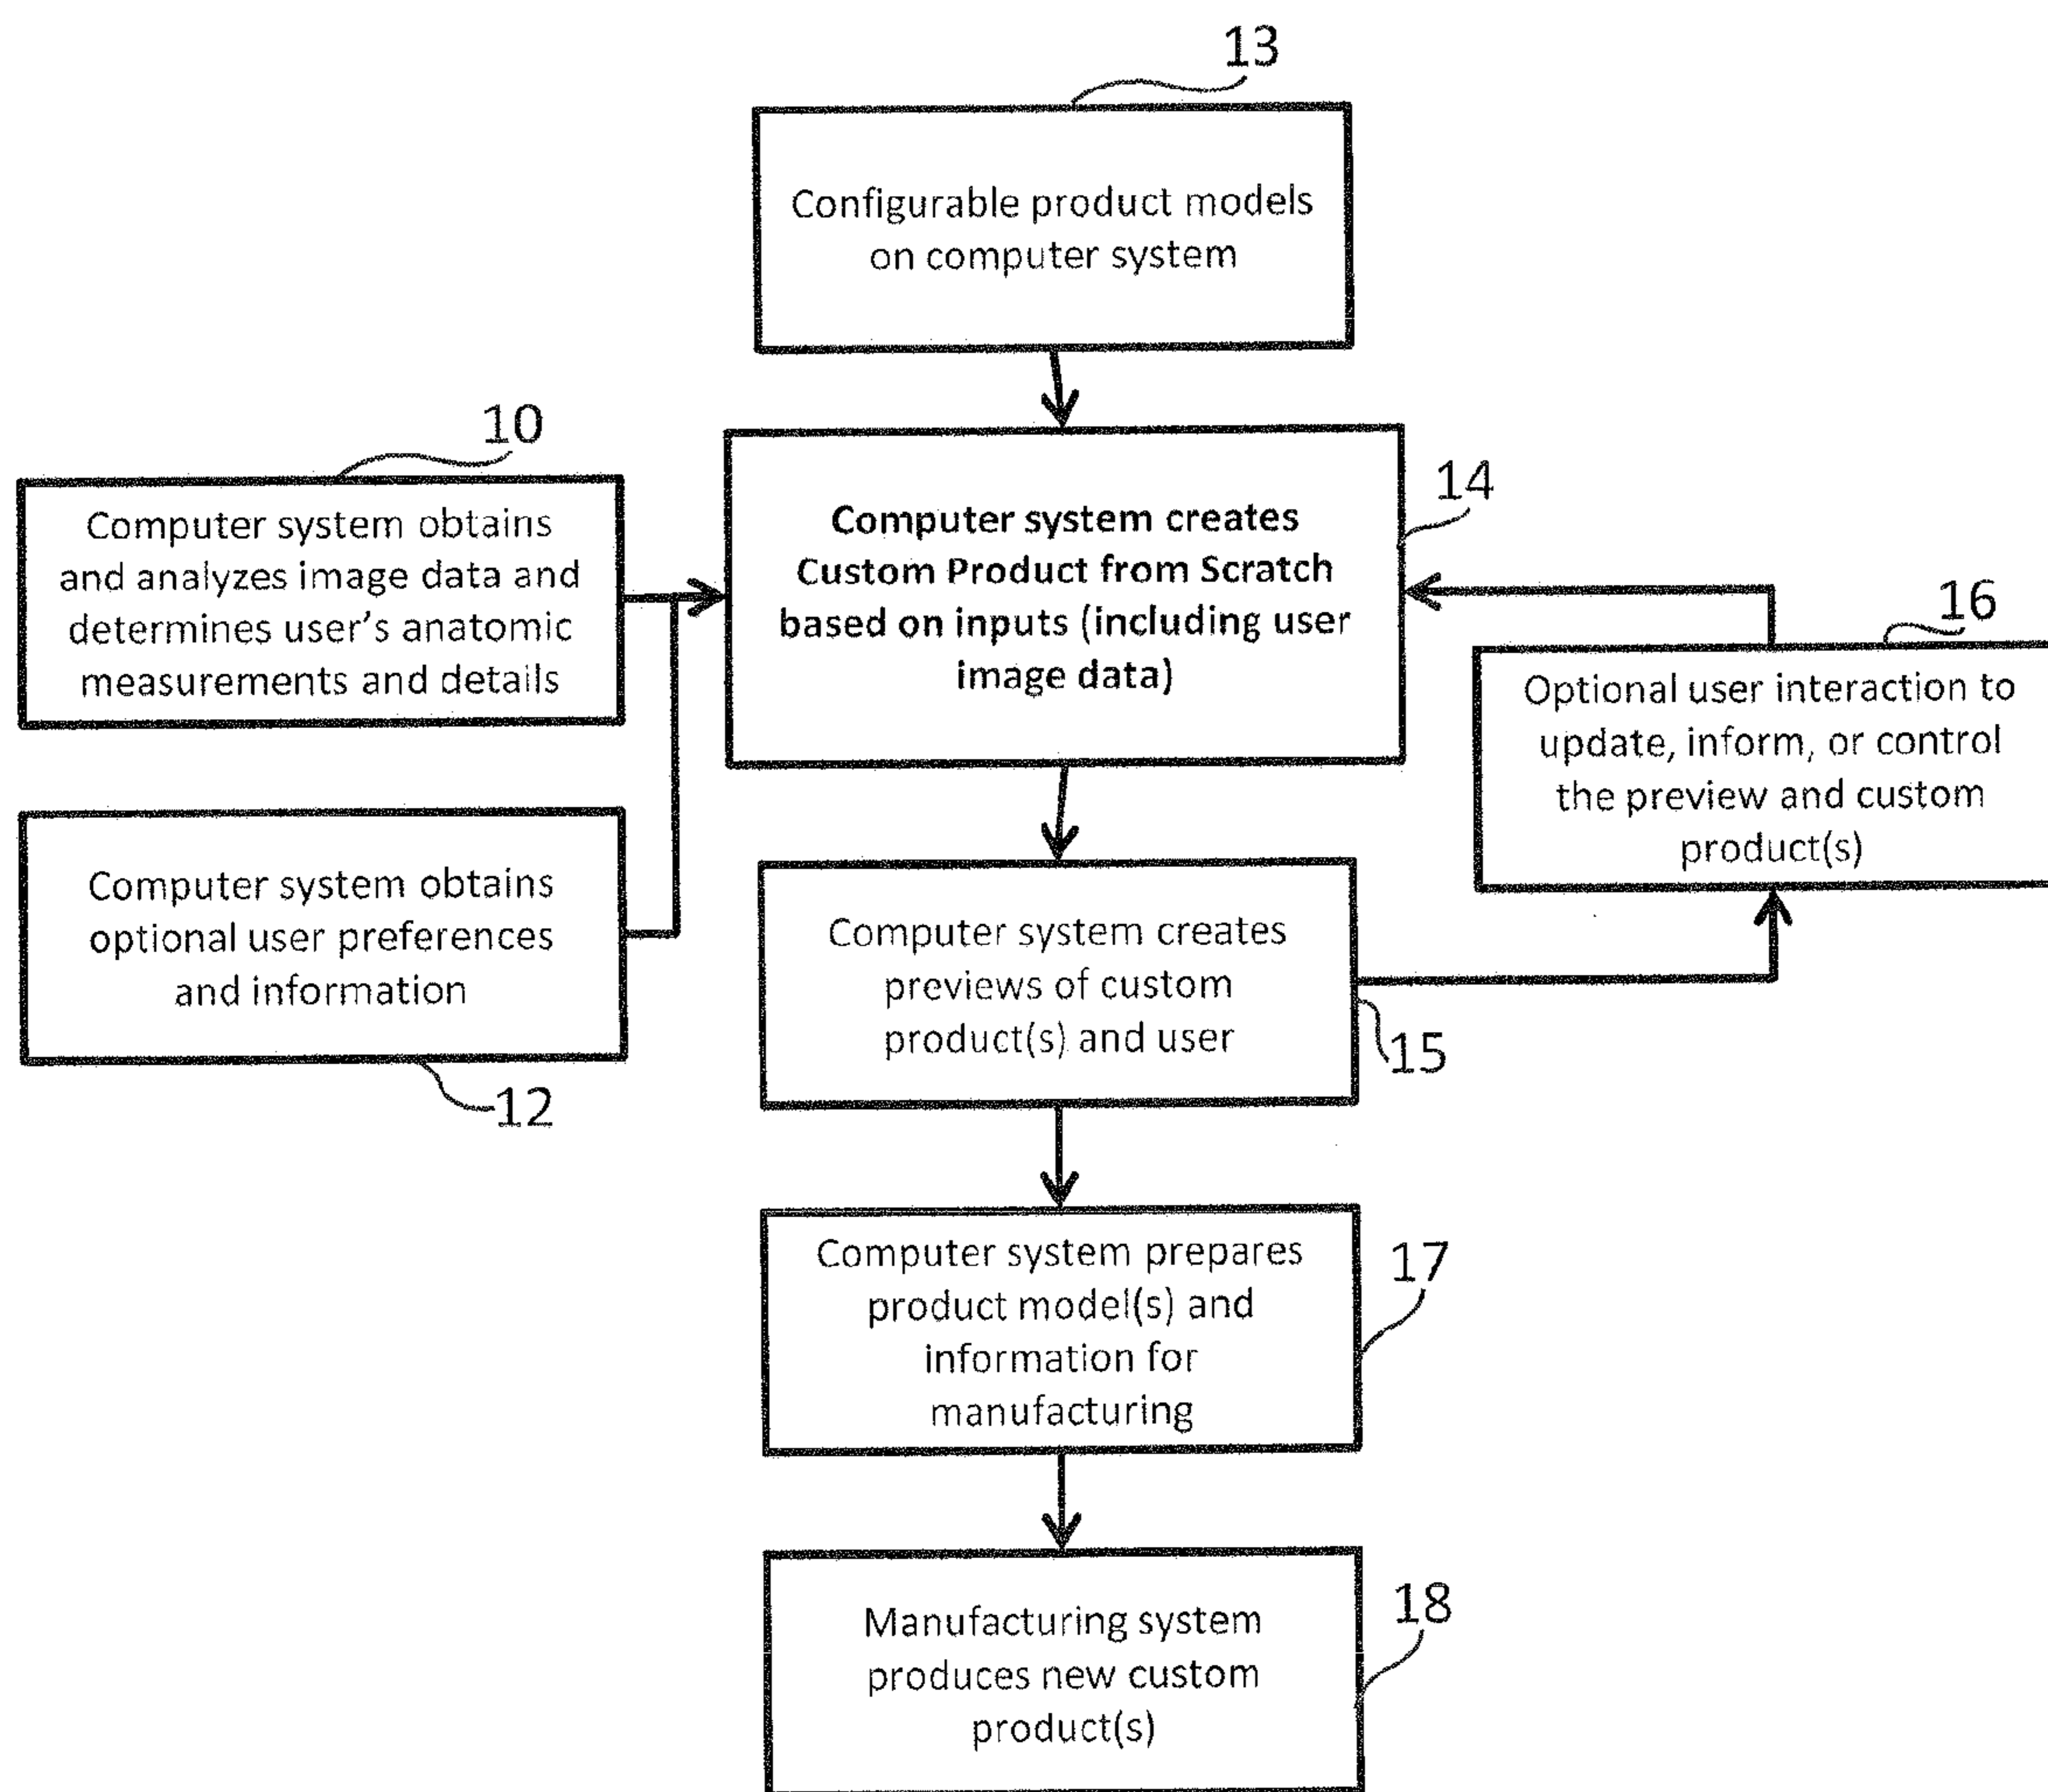 13
Configurable product models
on computer system
10
Computer system obtains
and analyzes image data and
determines user's anatomic
measurements and details
14
Computer system creates
Custom Product from Scratch
based on inputs (including user
image data)
16
Optional user interaction to
update, inform, or control
the preview and custom
product(s)
Computer system obtains
optional user preferences
and information
12
Computer system creates
previews of custom
product(s) and user
15
Computer system prepares
product model(s) and
information for
manufacturing
17
Manufacturing system
produces new custom
product(s)
18